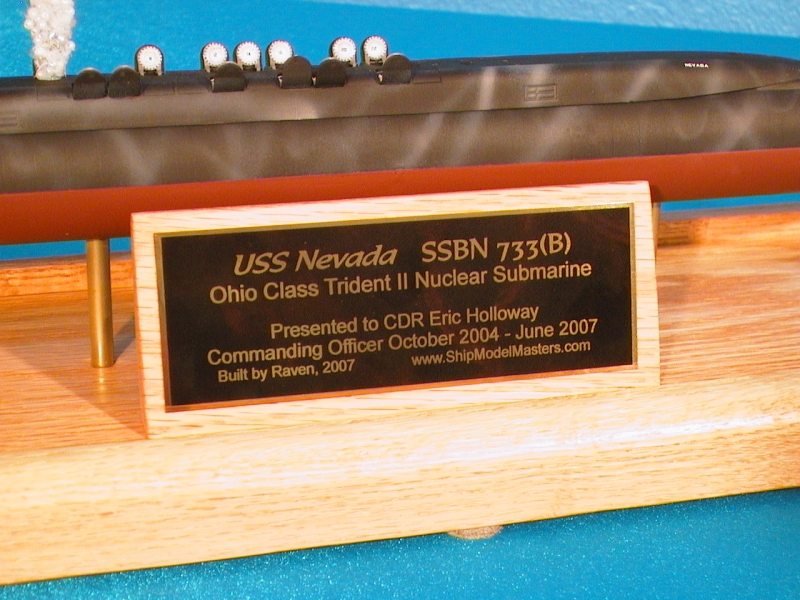 NEVADA
USS Nevada SSBN 733(B)
Ohio Class Trident II Nuclear Submarine
Presented to CDR Eric Holloway
Commanding Officer October 2004 - June 2007
Built by Raven, 2007 www.ShipModelMasters.com